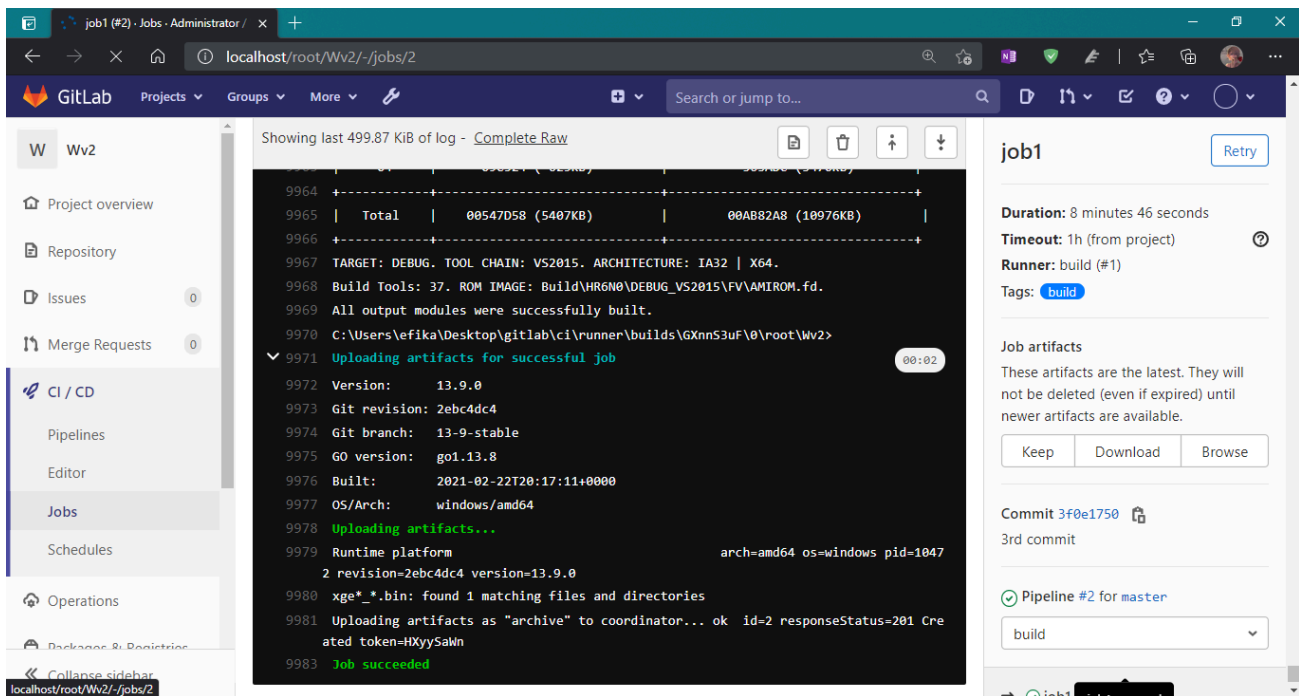 job1 (#2) · Jobs · Administrator /
localhost/root/Wv2/-/jobs/2
GitLab Projects Groups More Search or jump to...
W Wv2
Project overview
Repository
Issues 0
Merge Requests 0
CI / CD
Pipelines
Editor
Jobs
Schedules
Operations
Packages & Registries
Collapse sidebar
localhost/root/Wv2/-/jobs/2
Showing last 499.87 KiB of log - Complete Raw
9964 +------------+-----------------------------+--------------------------------+
9965 | Total | 00547D58 (5407KB) | 00AB82A8 (10976KB) |
9966 +------------+-----------------------------+--------------------------------+
9967 TARGET: DEBUG. TOOL CHAIN: VS2015. ARCHITECTURE: IA32 | X64.
9968 Build Tools: 37. ROM IMAGE: Build\HR6N0\DEBUG_VS2015\FV\AMIROM.fd.
9969 All output modules were successfully built.
9970 C:\Users\efika\Desktop\gitlab\ci\runner\builds\GXnnS3uF\0\root\Wv2>
9971 Uploading artifacts for successful job 00:02
9972 Version: 13.9.0
9973 Git revision: 2ebc4dc4
9974 Git branch: 13-9-stable
9975 GO version: go1.13.8
9976 Built: 2021-02-22T20:17:11+0000
9977 OS/Arch: windows/amd64
9978 Uploading artifacts...
9979 Runtime platform arch=amd64 os=windows pid=1047
2 revision=2ebc4dc4 version=13.9.0
9980 xge*_*.bin: found 1 matching files and directories
9981 Uploading artifacts as "archive" to coordinator... ok id=2 responseStatus=201 Cre
ated token=HXyySaWn
9983 Job succeeded
job1 Retry
Duration: 8 minutes 46 seconds
Timeout: 1h (from project)
Runner: build (#1)
Tags: build
Job artifacts
These artifacts are the latest. They will
not be deleted (even if expired) until
newer artifacts are available.
Keep Download Browse
Commit 3f0e1750
3rd commit
Pipeline #2 for master
build
job1